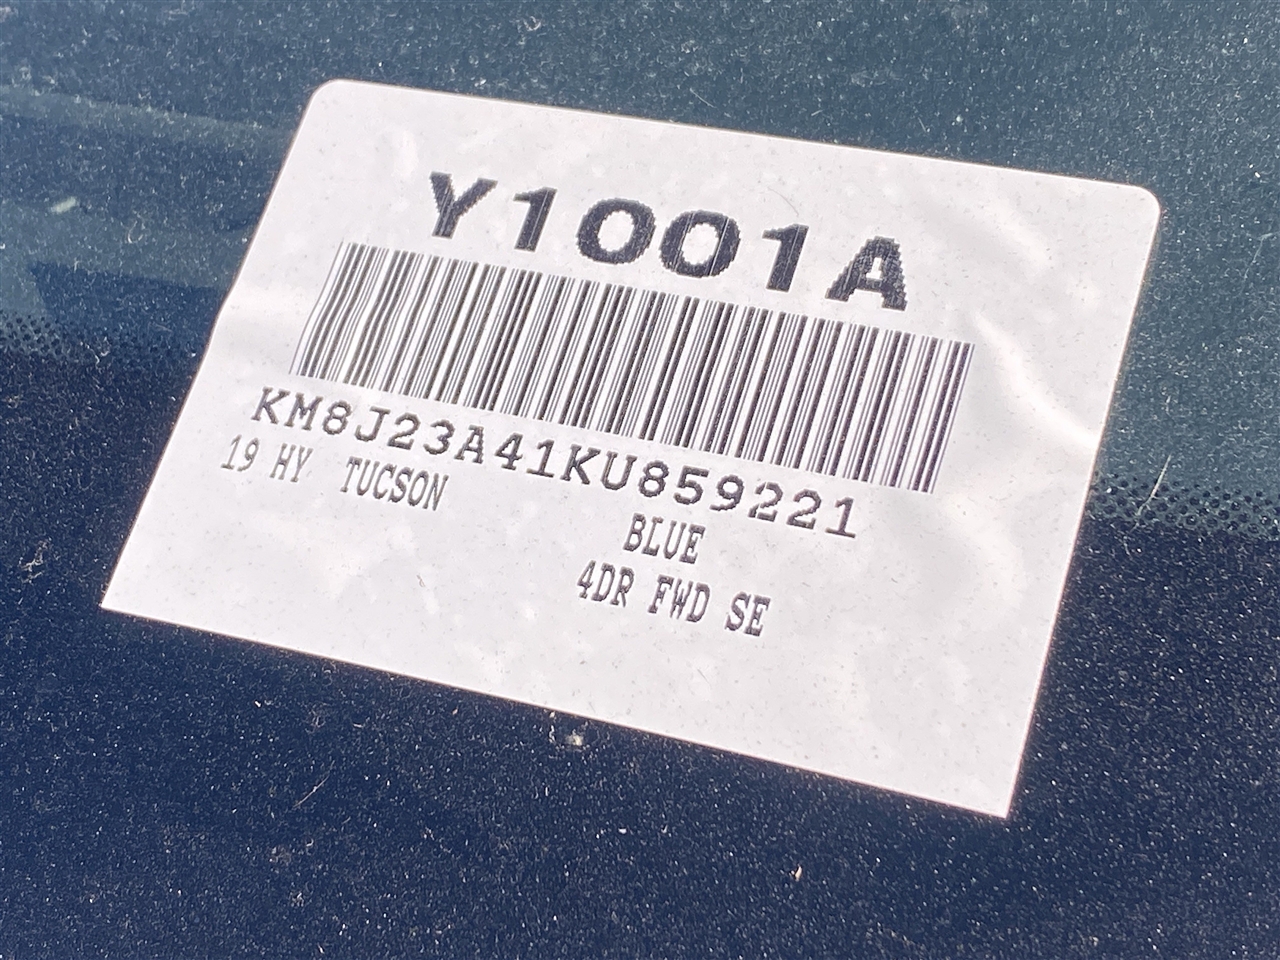 Y1001A
KM8J23A41KU859221
19 HY TUCSON
BLUE
4DR FWD SE